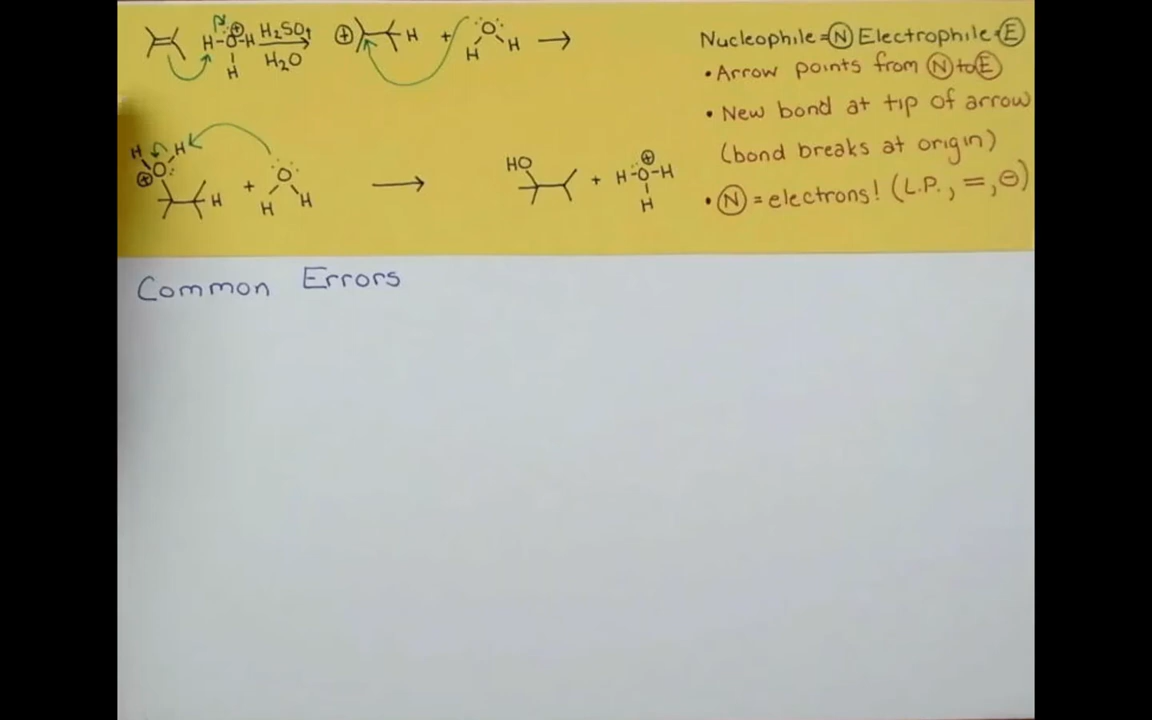 H-O-H H₂SO₄ ⊕ H + O
⊕
H H₂O H H
H H
O H O
⊕ + H H
H
HO ⊕
+ H-O-H
H
Nucleophile=Ⓝ Electrophile=Ⓔ
• Arrow points from Ⓝ to Ⓔ
• New bond at tip of arrow
(bond breaks at origin)
• Ⓝ = electrons! (L.P., =, ⊖)
Common Errors